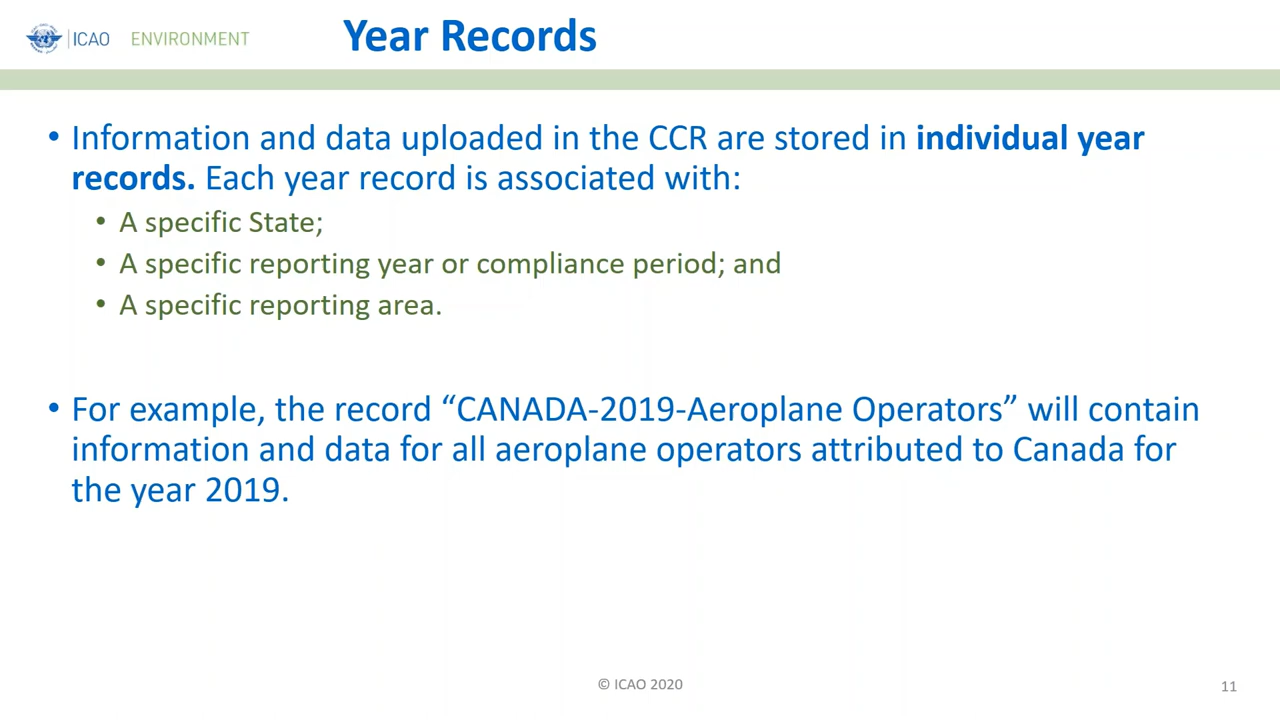 ICAO ENVIRONMENT
Year Records
• Information and data uploaded in the CCR are stored in individual year
records. Each year record is associated with:
• A specific State;
• A specific reporting year or compliance period; and
• A specific reporting area.
• For example, the record “CANADA-2019-Aeroplane Operators” will contain
information and data for all aeroplane operators attributed to Canada for
the year 2019.
© ICAO 2020
11